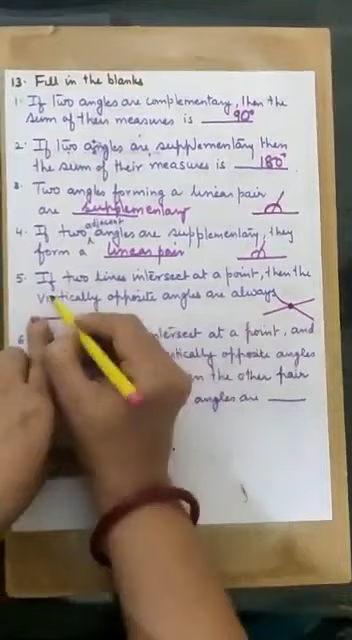 13. Fill in the blanks
1. If two angles are complementary, then the
sum of their measures is 90°
2. If two angles are supplementary then
the sum of their measures is 180°
3. Two angles forming a linear pair
are supplementary
adjacent
4. If two angles are supplementary, they
form a linear pair
5. If two lines intersect at a point, then the
vertically opposite angles are always
6 intersect at a point, and
vertically opposite angles
the other pair
angles are